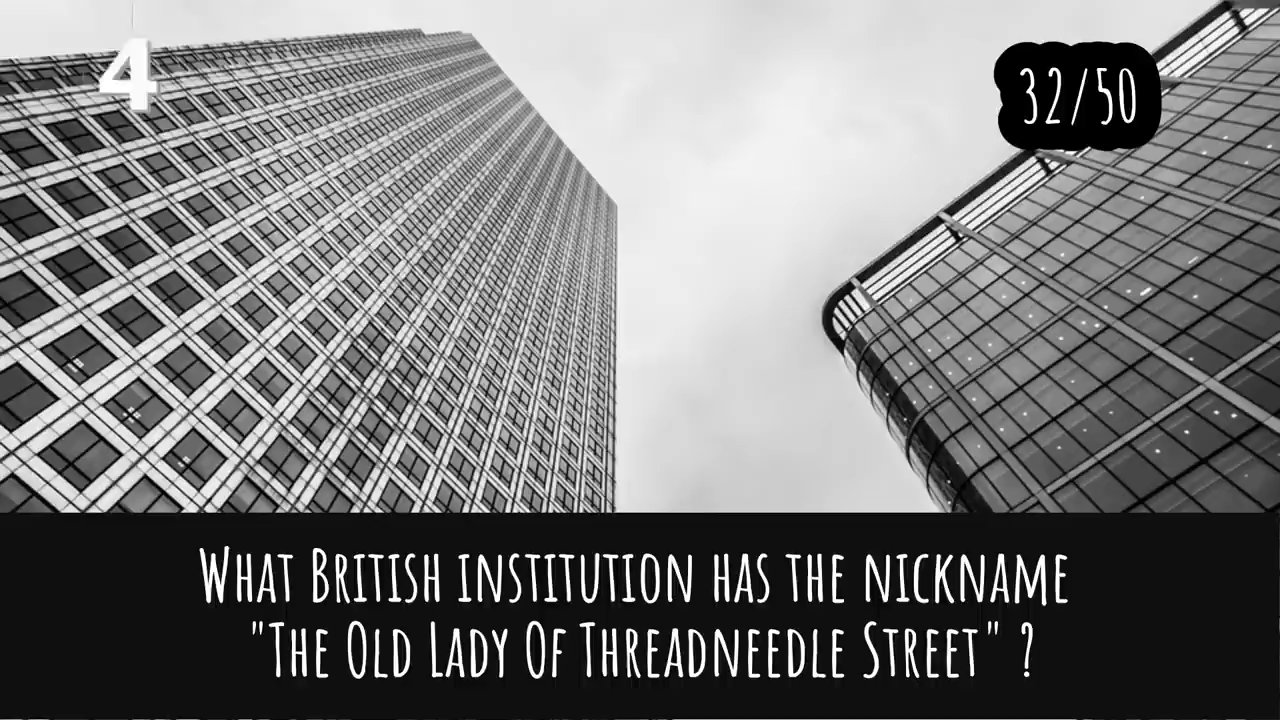 4
32/50
What British institution has the nickname
"The Old Lady Of Threadneedle Street" ?